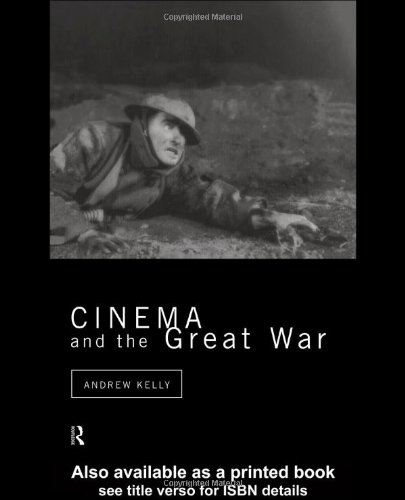 Copyrighted Material
CINEMA
and the Great War
ANDREW KELLY
Also available as a printed book
see title verso for ISBN details
Copyrighted Material